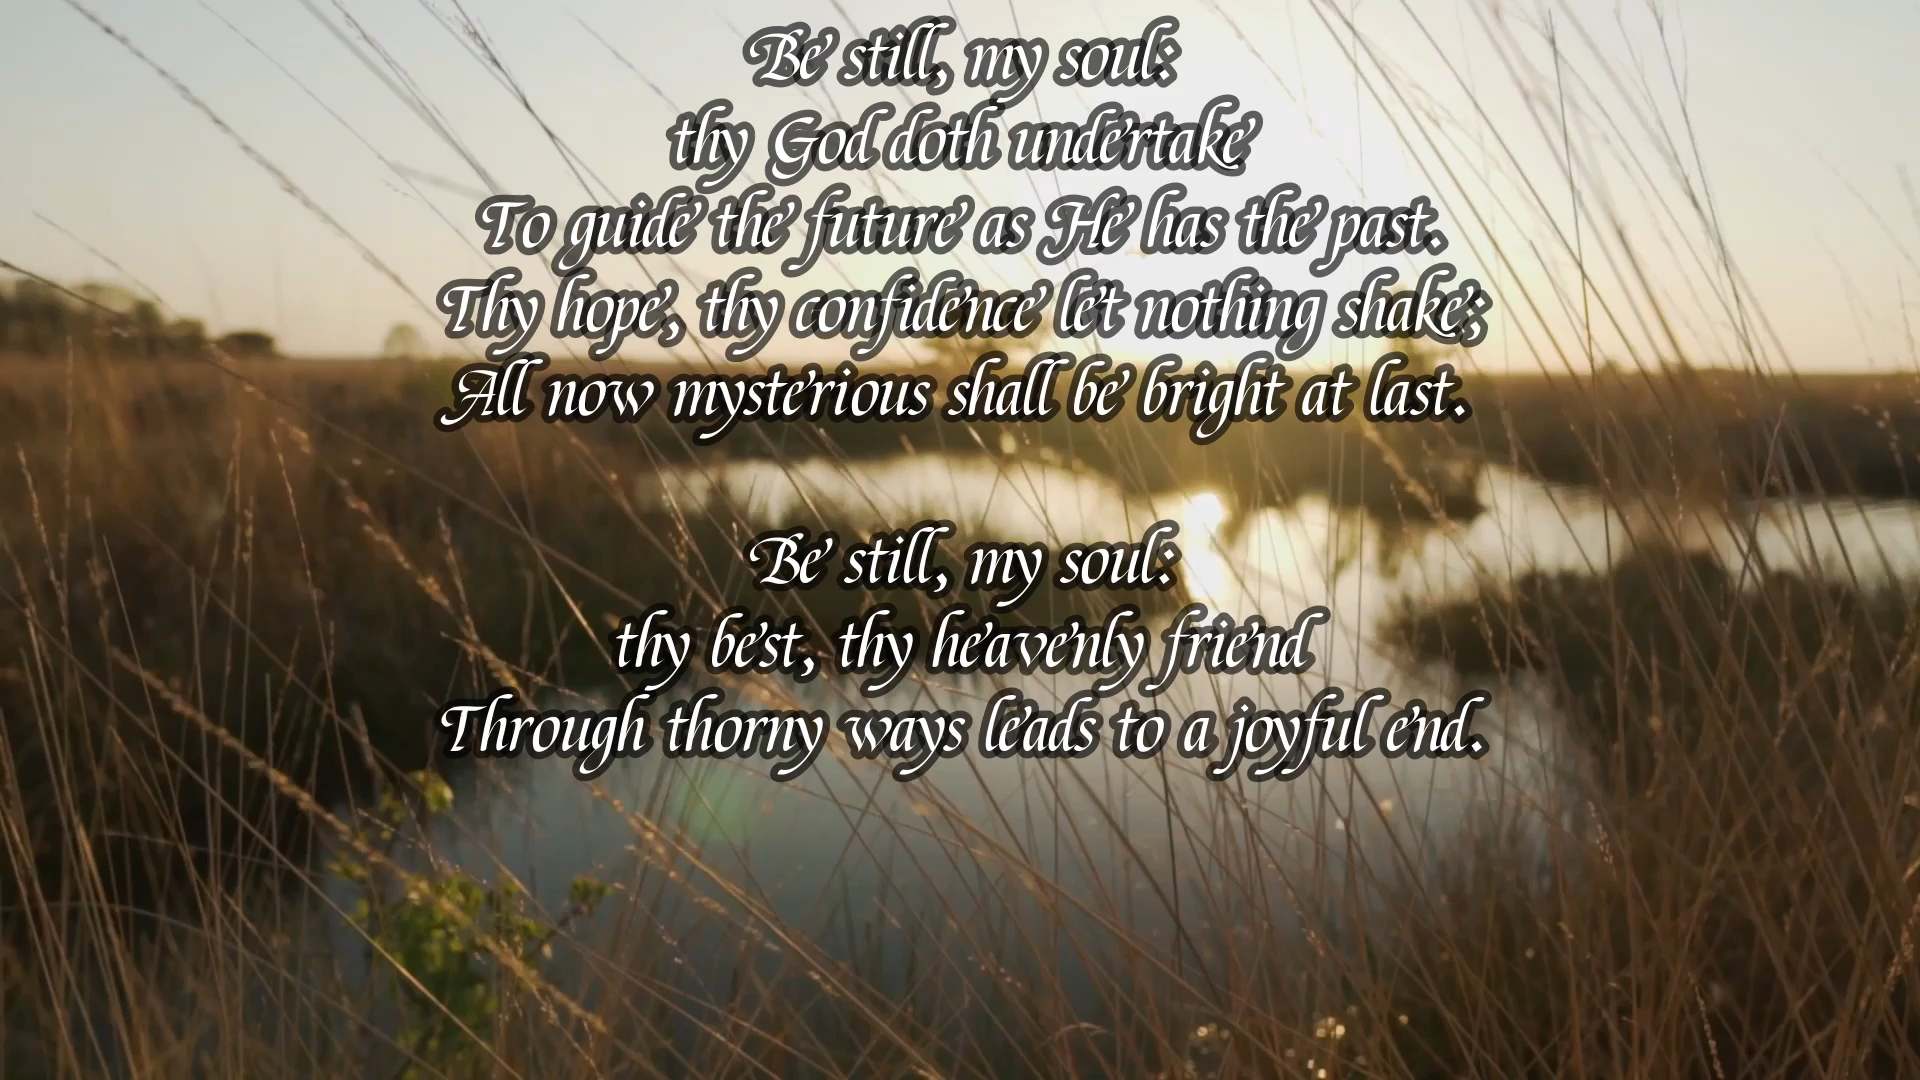 Be still, my soul:
thy God doth undertake
To guide the future as He has the past.
Thy hope, thy confidence let nothing shake;
All now mysterious shall be bright at last.
Be still, my soul:
thy best, thy heavenly friend
Through thorny ways leads to a joyful end.